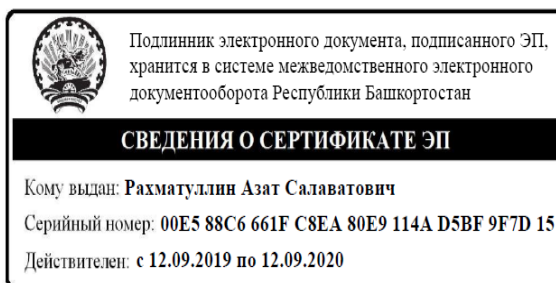 Подлинник электронного документа, подписанного ЭП,
хранится в системе межведомственного электронного
документооборота Республики Башкортостан
СВЕДЕНИЯ О СЕРТИФИКАТЕ ЭП
Кому выдан: Рахматуллин Азат Салаватович
Серийный номер: 00E5 88C6 661F C8EA 80E9 114A D5BF 9F7D 15
Действителен: с 12.09.2019 по 12.09.2020